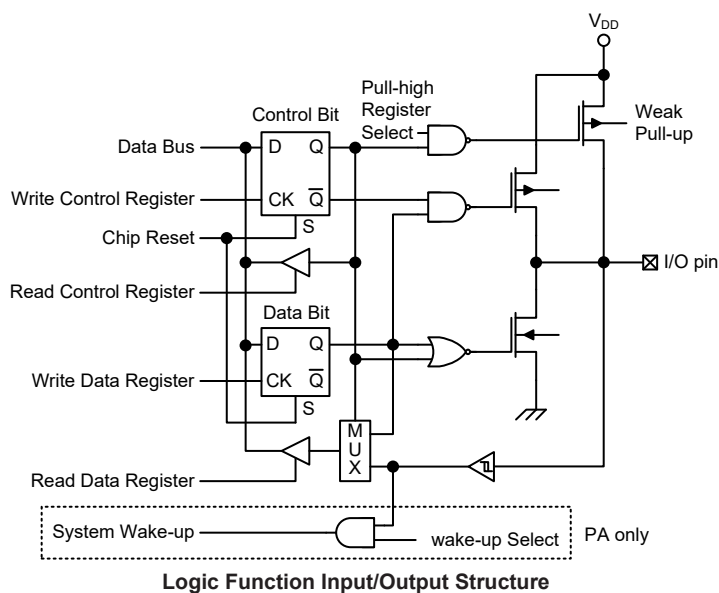 V_DD
Pull-high
Register
Select
Weak
Pull-up
Control Bit
Data Bus
D
Q
Write Control Register
CK
Q̅
Chip Reset
S
I/O pin
Read Control Register
Data Bit
D
Q
Write Data Register
CK
Q̅
S
M
U
X
Read Data Register
System Wake-up
wake-up Select
PA only
Logic Function Input/Output Structure